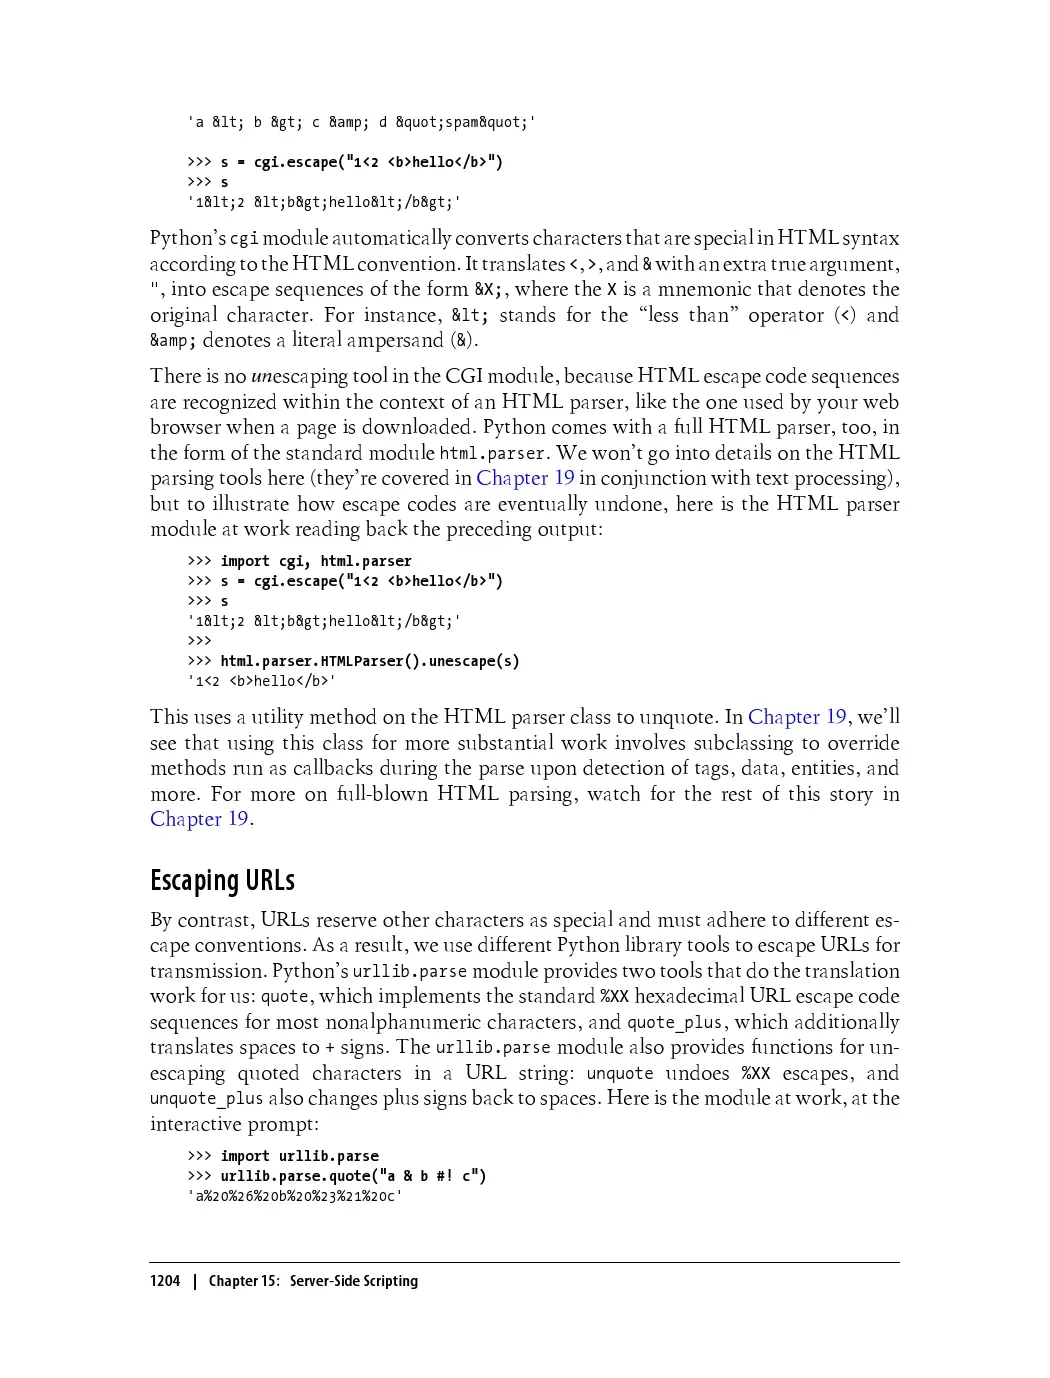 'a &lt; b &gt; c &amp; d &quot;spam&quot;'
>>> s = cgi.escape("1<2 <b>hello</b>")
>>> s
'1&lt;2 &lt;b&gt;hello&lt;/b&gt;'
Python’s cgi module automatically converts characters that are special in HTML syntax
according to the HTML convention. It translates <, >, and & with an extra true argument,
", into escape sequences of the form &X;, where the X is a mnemonic that denotes the
original character. For instance, &lt; stands for the “less than” operator (<) and
&amp; denotes a literal ampersand (&).
There is no unescaping tool in the CGI module, because HTML escape code sequences
are recognized within the context of an HTML parser, like the one used by your web
browser when a page is downloaded. Python comes with a full HTML parser, too, in
the form of the standard module html.parser. We won’t go into details on the HTML
parsing tools here (they’re covered in Chapter 19 in conjunction with text processing),
but to illustrate how escape codes are eventually undone, here is the HTML parser
module at work reading back the preceding output:
>>> import cgi, html.parser
>>> s = cgi.escape("1<2 <b>hello</b>")
>>> s
'1&lt;2 &lt;b&gt;hello&lt;/b&gt;'
>>>
>>> html.parser.HTMLParser().unescape(s)
'1<2 <b>hello</b>'
This uses a utility method on the HTML parser class to unquote. In Chapter 19, we’ll
see that using this class for more substantial work involves subclassing to override
methods run as callbacks during the parse upon detection of tags, data, entities, and
more. For more on full-blown HTML parsing, watch for the rest of this story in
Chapter 19.
Escaping URLs
By contrast, URLs reserve other characters as special and must adhere to different es-
cape conventions. As a result, we use different Python library tools to escape URLs for
transmission. Python’s urllib.parse module provides two tools that do the translation
work for us: quote, which implements the standard %XX hexadecimal URL escape code
sequences for most nonalphanumeric characters, and quote_plus, which additionally
translates spaces to + signs. The urllib.parse module also provides functions for un-
escaping quoted characters in a URL string: unquote undoes %XX escapes, and
unquote_plus also changes plus signs back to spaces. Here is the module at work, at the
interactive prompt:
>>> import urllib.parse
>>> urllib.parse.quote("a & b #! c")
'a%20%26%20b%20%23%21%20c'
1204 | Chapter 15: Server-Side Scripting